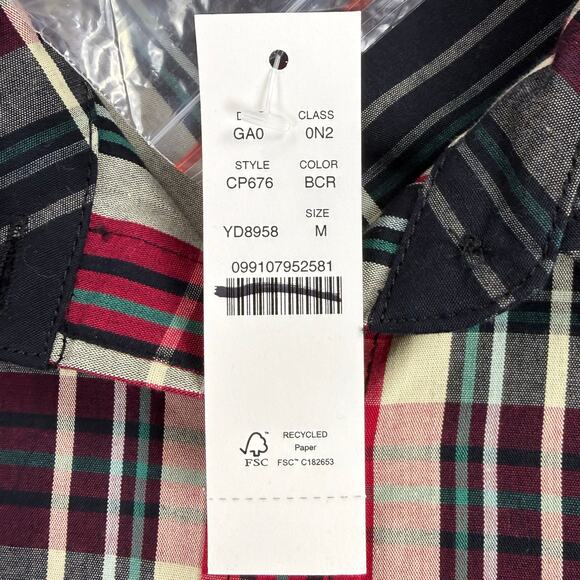 CLASS
GA0 0N2
STYLE COLOR
CP676 BCR
SIZE
YD8958 M
099107952581
RECYCLED
Paper
FSC
FSC™ C182653